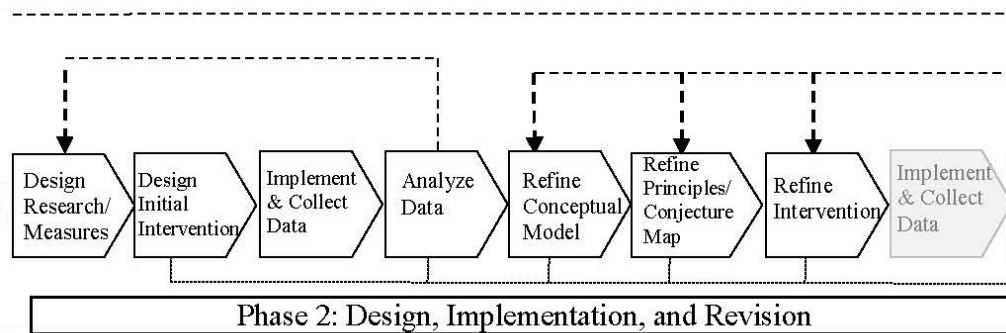 Design
Research/
Measures
Design
Initial
Intervention
Implement
& Collect
Data
Analyze
Data
Refine
Conceptual
Model
Refine
Principles/
Conjecture
Map
Refine
Intervention
Implement
& Collect
Data
Phase 2: Design, Implementation, and Revision